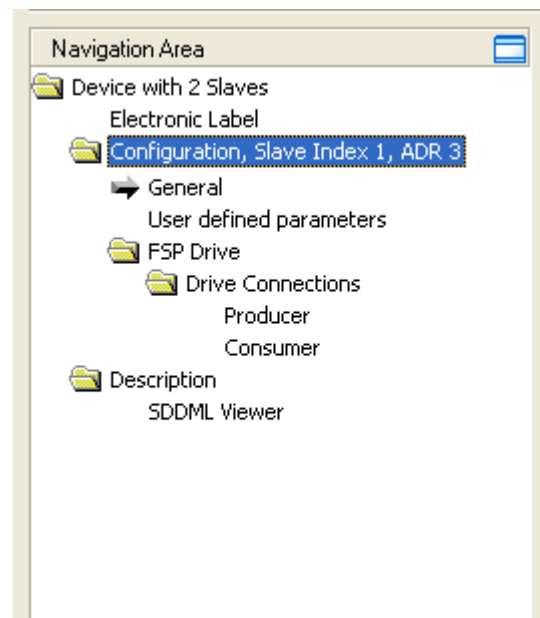 Navigation Area
Device with 2 Slaves
Electronic Label
Configuration, Slave Index 1, ADR 3
General
User defined parameters
FSP Drive
Drive Connections
Producer
Consumer
Description
SDDML Viewer